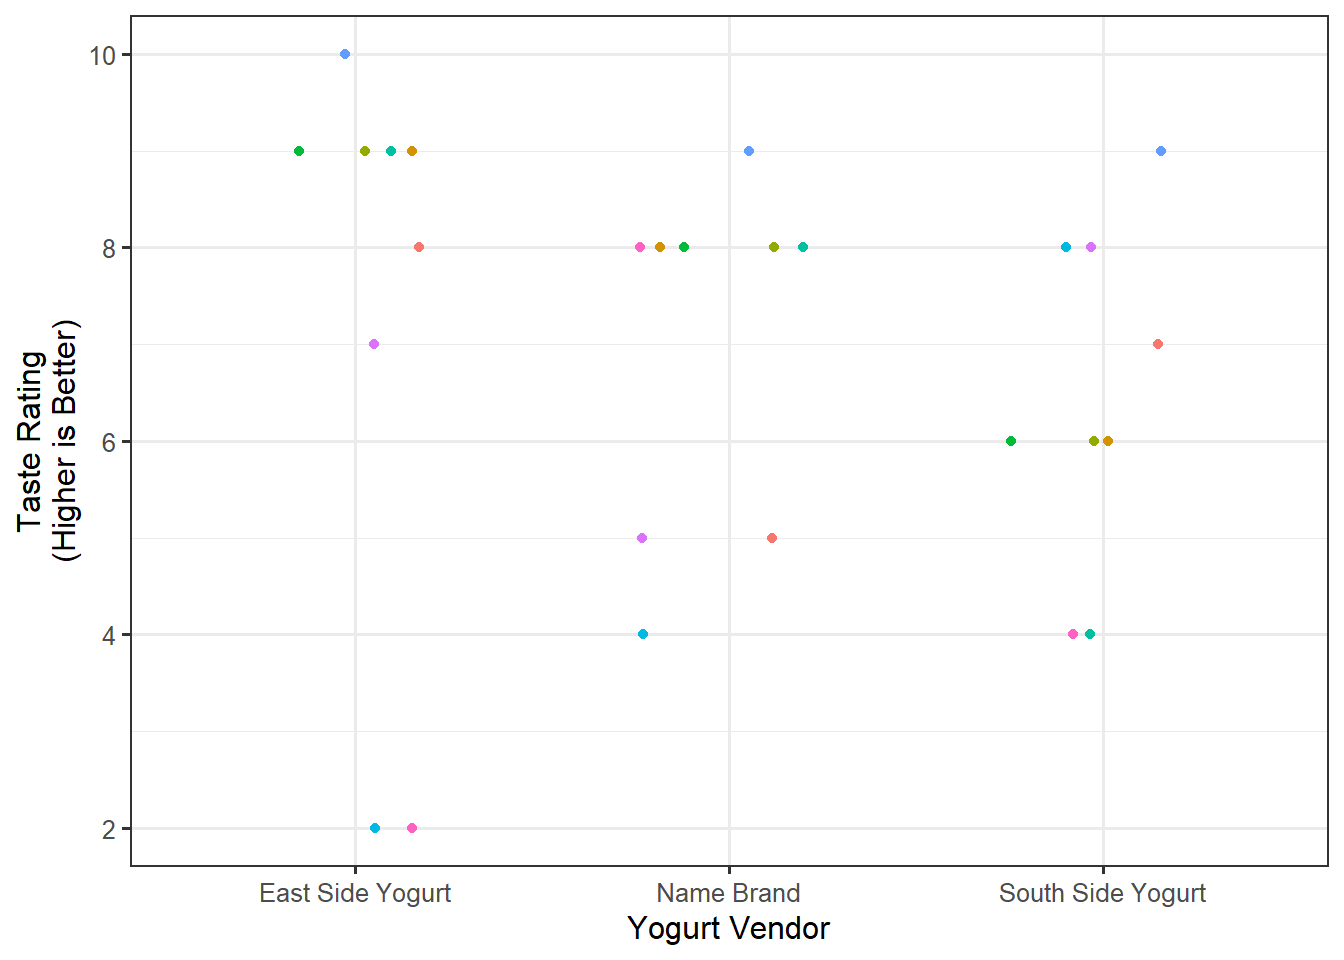 10
8
6
4
2
Taste Rating
(Higher is Better)
East Side Yogurt
Name Brand
South Side Yogurt
Yogurt Vendor